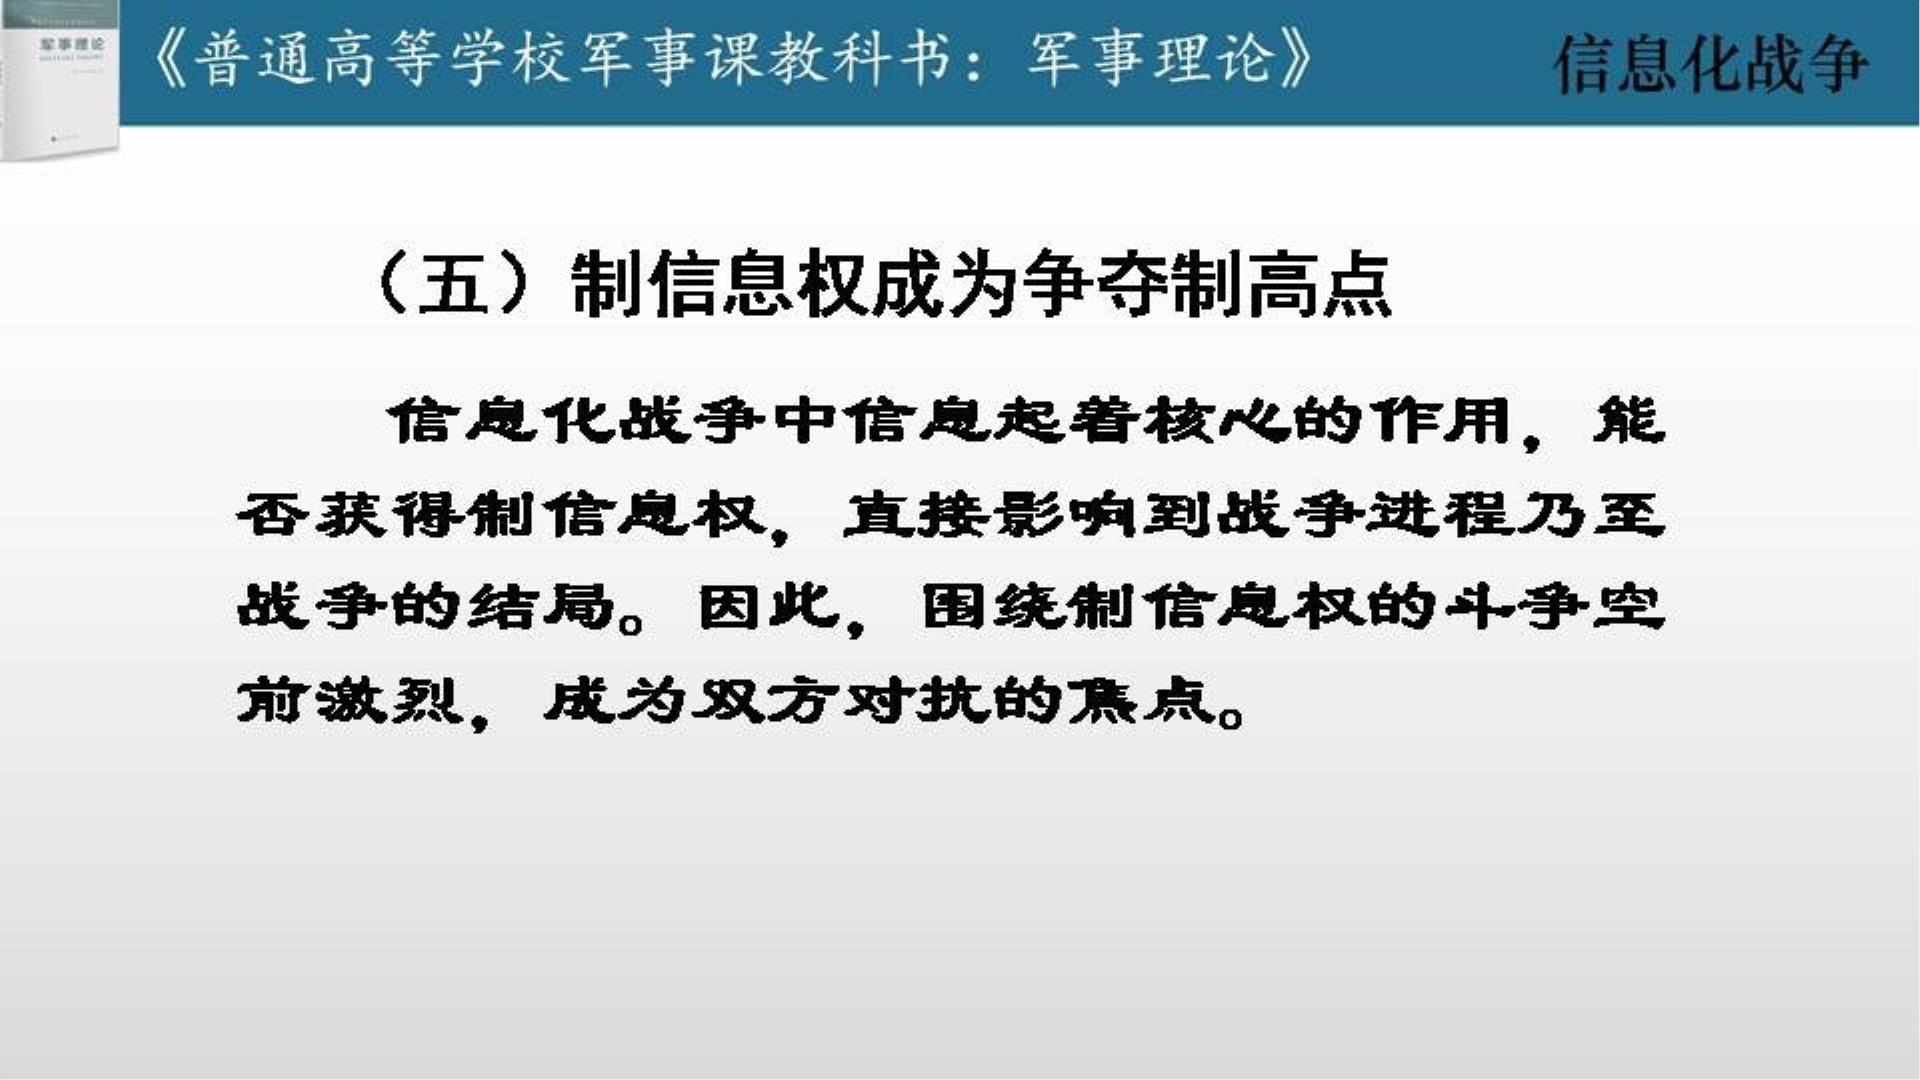 军事理论
《普通高等学校军事课教科书：军事理论》
信息化战争
（五）制信息权成为争夺制高点
信息化战争中信息起着核心的作用，能
否获得制信息权，直接影响到战争进程乃至
战争的结局。因此，围绕制信息权的斗争空
前激烈，成为双方对抗的焦点。